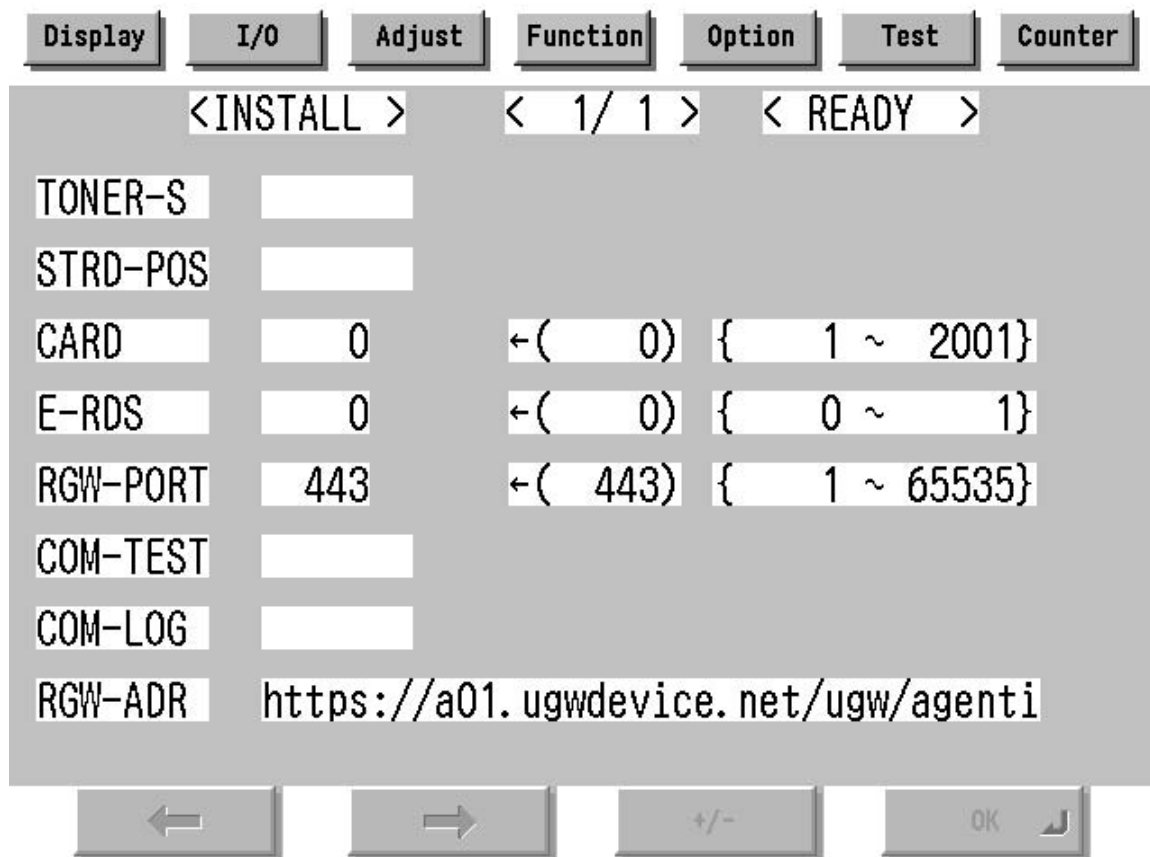 Display I/O Adjust Function Option Test Counter
<INSTALL > < 1/ 1 > < READY >
TONER-S
STRD-POS
CARD 0 ←( 0) { 1 ~ 2001}
E-RDS 0 ←( 0) { 0 ~ 1}
RGW-PORT 443 ←( 443) { 1 ~ 65535}
COM-TEST
COM-LOG
RGW-ADR https://a01.ugwdevice.net/ugw/agenti
+/- OK